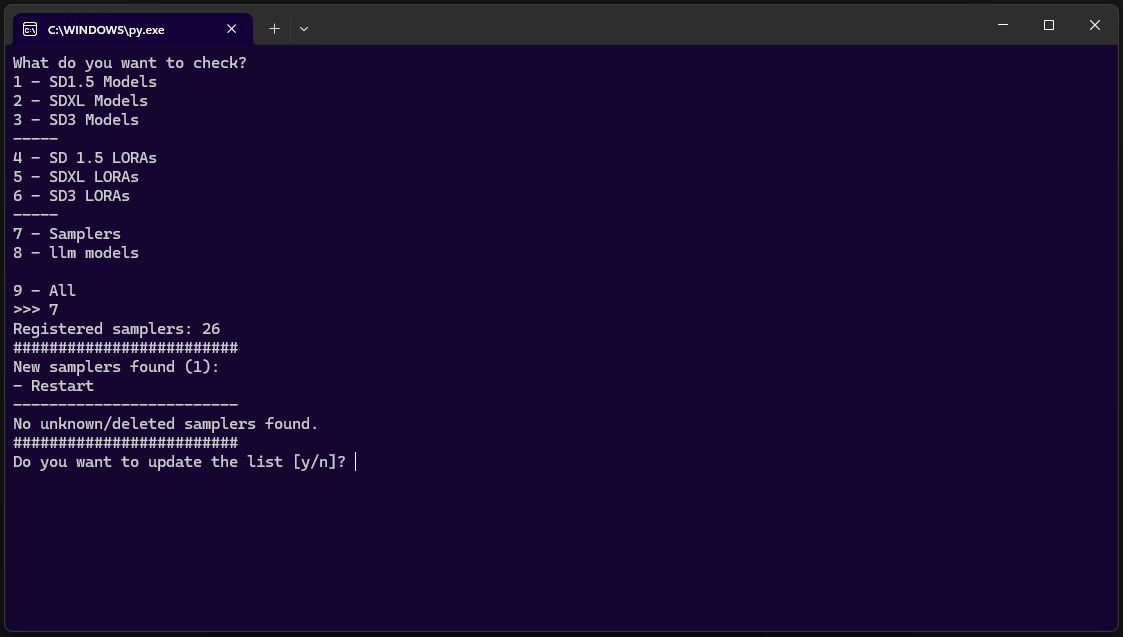 C:\WINDOWS\py.exe
What do you want to check?
1 - SD1.5 Models
2 - SDXL Models
3 - SD3 Models
-----
4 - SD 1.5 LORAs
5 - SDXL LORAs
6 - SD3 LORAs
-----
7 - Samplers
8 - llm models
9 - All
>>> 7
Registered samplers: 26
#########################
New samplers found (1):
- Restart
-------------------------
No unknown/deleted samplers found.
#########################
Do you want to update the list [y/n]?